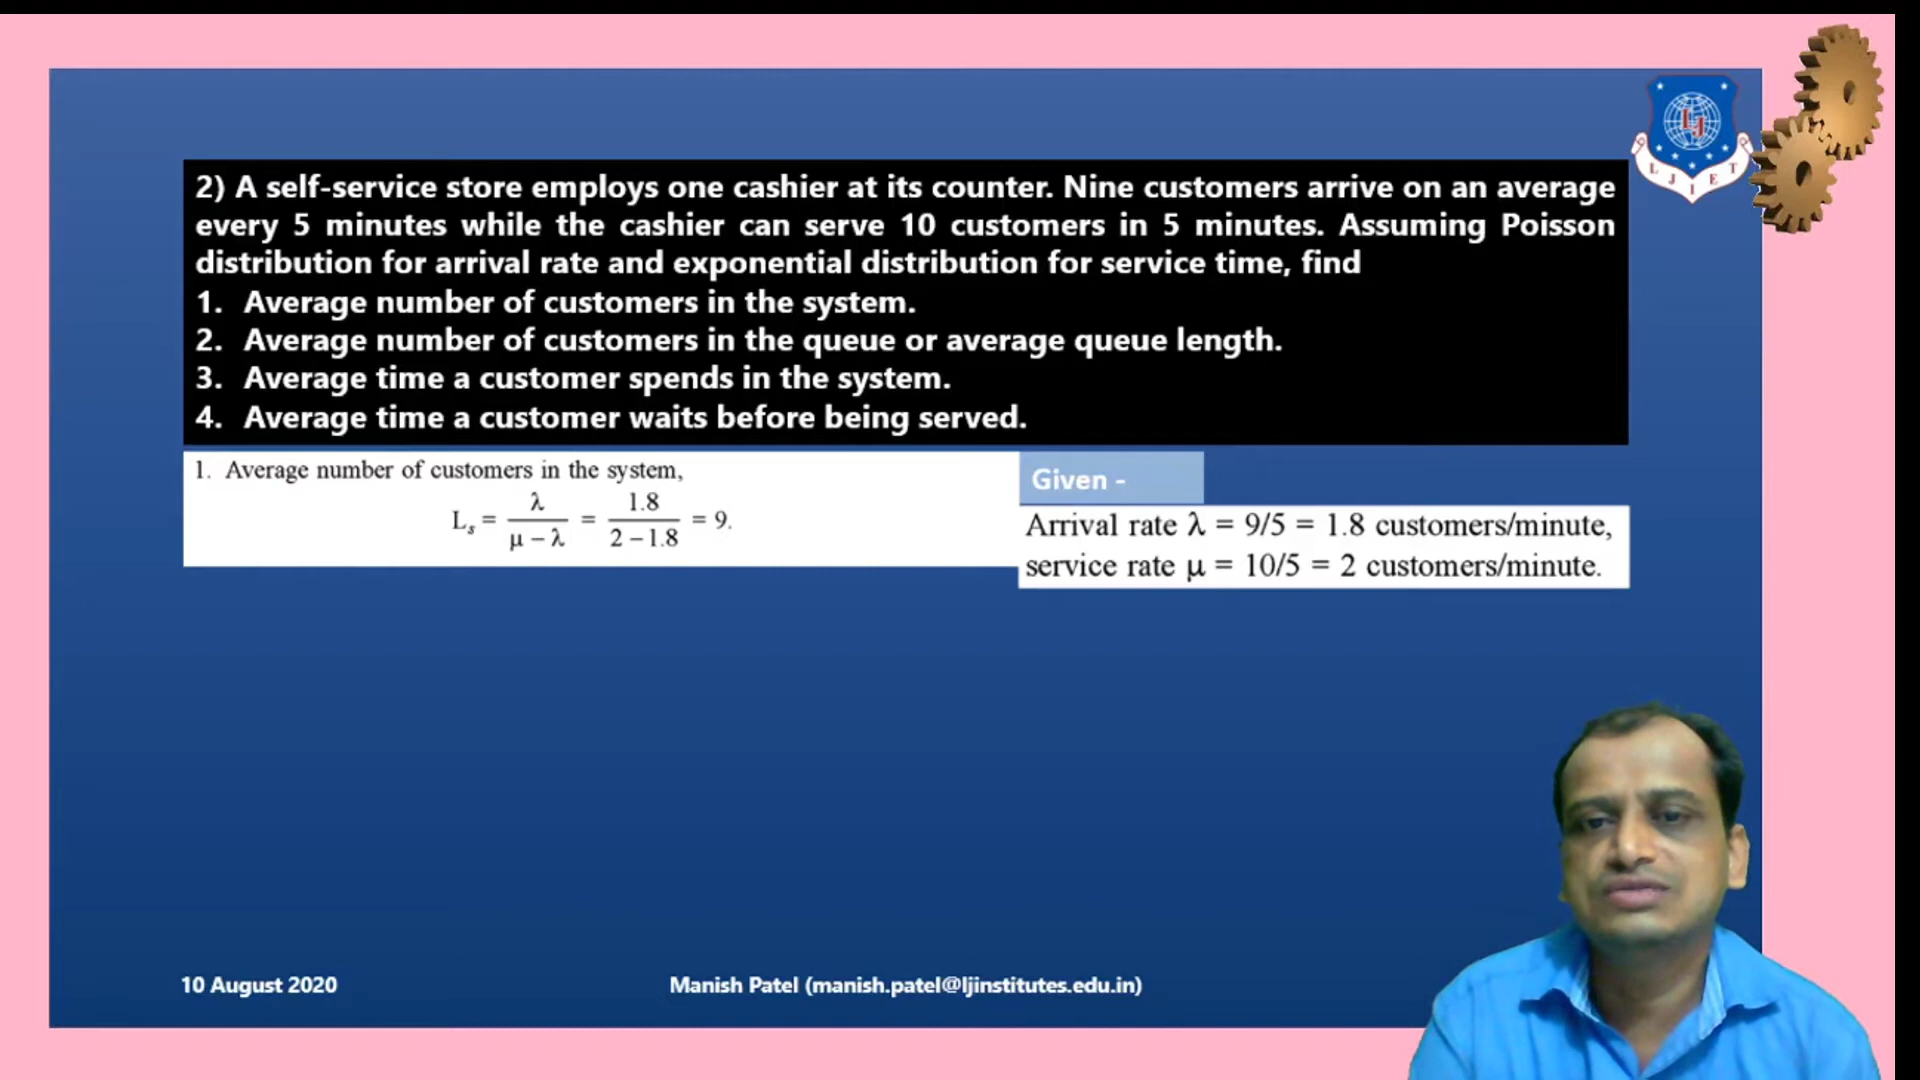 2) A self-service store employs one cashier at its counter. Nine customers arrive on an average
every 5 minutes while the cashier can serve 10 customers in 5 minutes. Assuming Poisson
distribution for arrival rate and exponential distribution for service time, find
1. Average number of customers in the system.
2. Average number of customers in the queue or average queue length.
3. Average time a customer spends in the system.
4. Average time a customer waits before being served.
1. Average number of customers in the system,
Lₛ = λ / (μ − λ) = 1.8 / (2 − 1.8) = 9.
Given -
Arrival rate λ = 9/5 = 1.8 customers/minute,
service rate μ = 10/5 = 2 customers/minute.
LJ
L J I E T
10 August 2020
Manish Patel (manish.patel@ljinstitutes.edu.in)